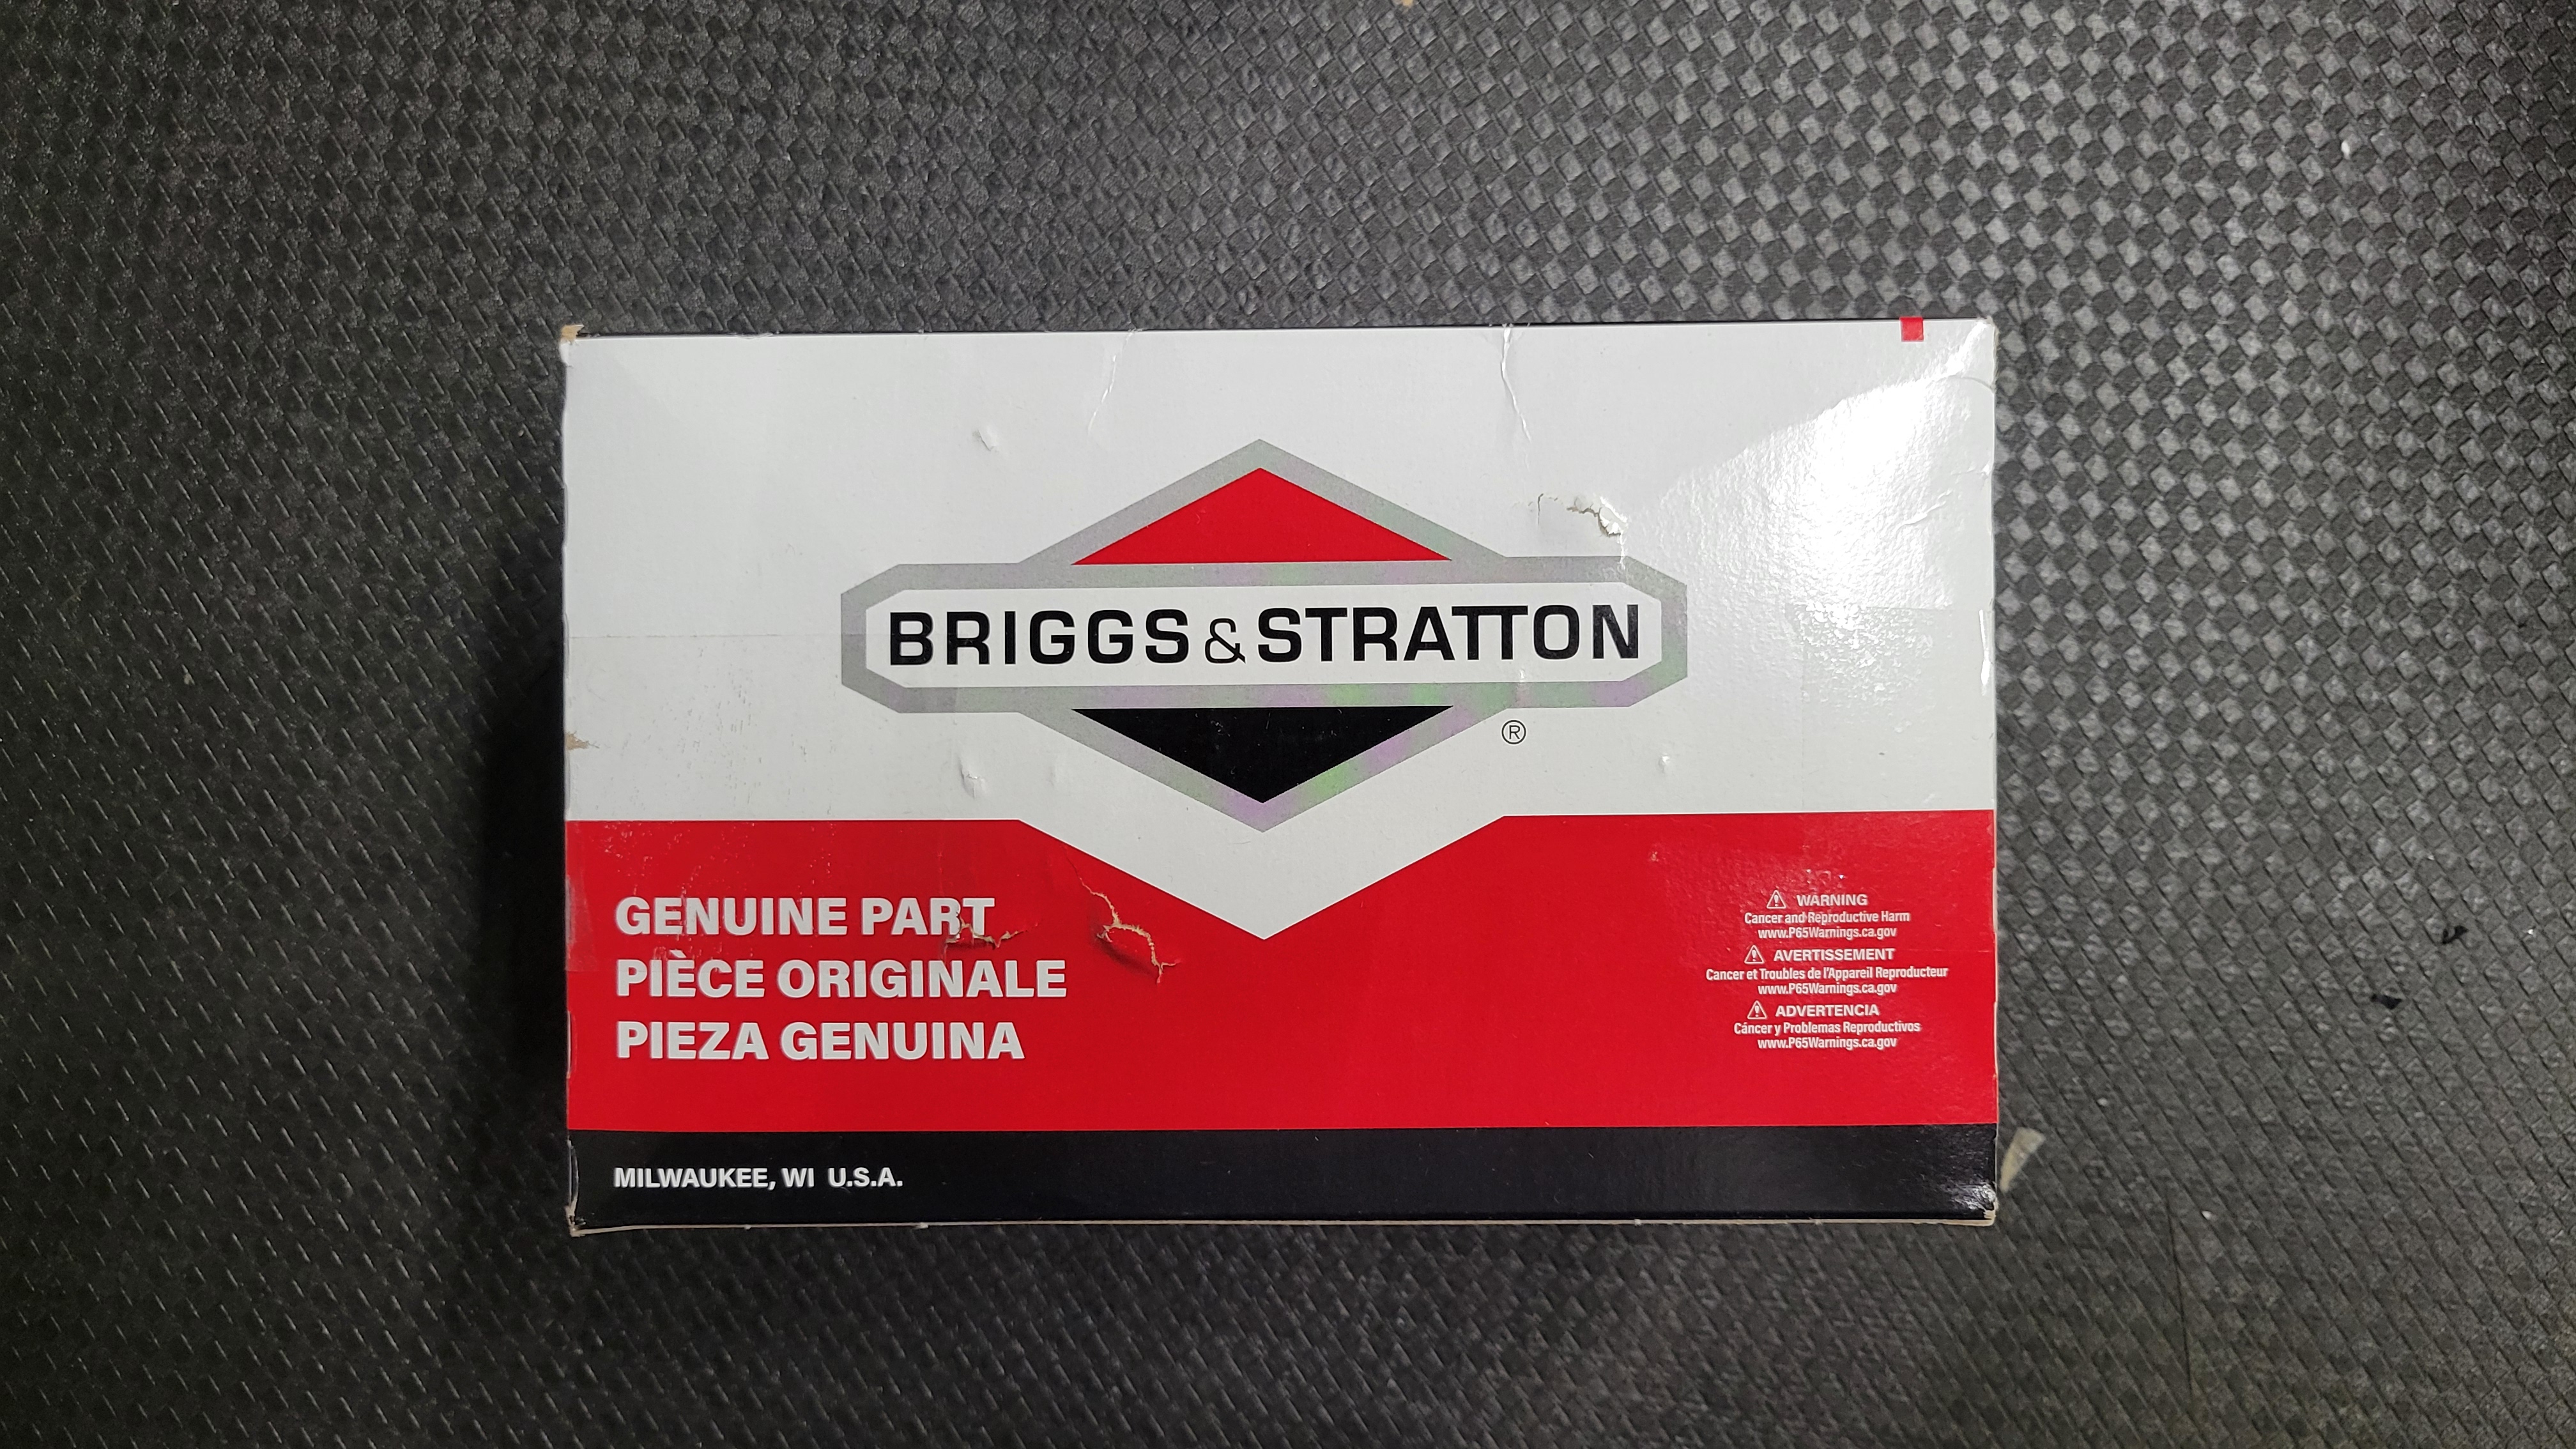 BRIGGS & STRATTON
®
GENUINE PART
PIÈCE ORIGINALE
PIEZA GENUINA
⚠ WARNING
Cancer and Reproductive Harm
www.P65Warnings.ca.gov
⚠ AVERTISSEMENT
Cancer et Troubles de l'Appareil Reproducteur
www.P65Warnings.ca.gov
⚠ ADVERTENCIA
Cáncer y Problemas Reproductivos
www.P65Warnings.ca.gov
MILWAUKEE, WI U.S.A.